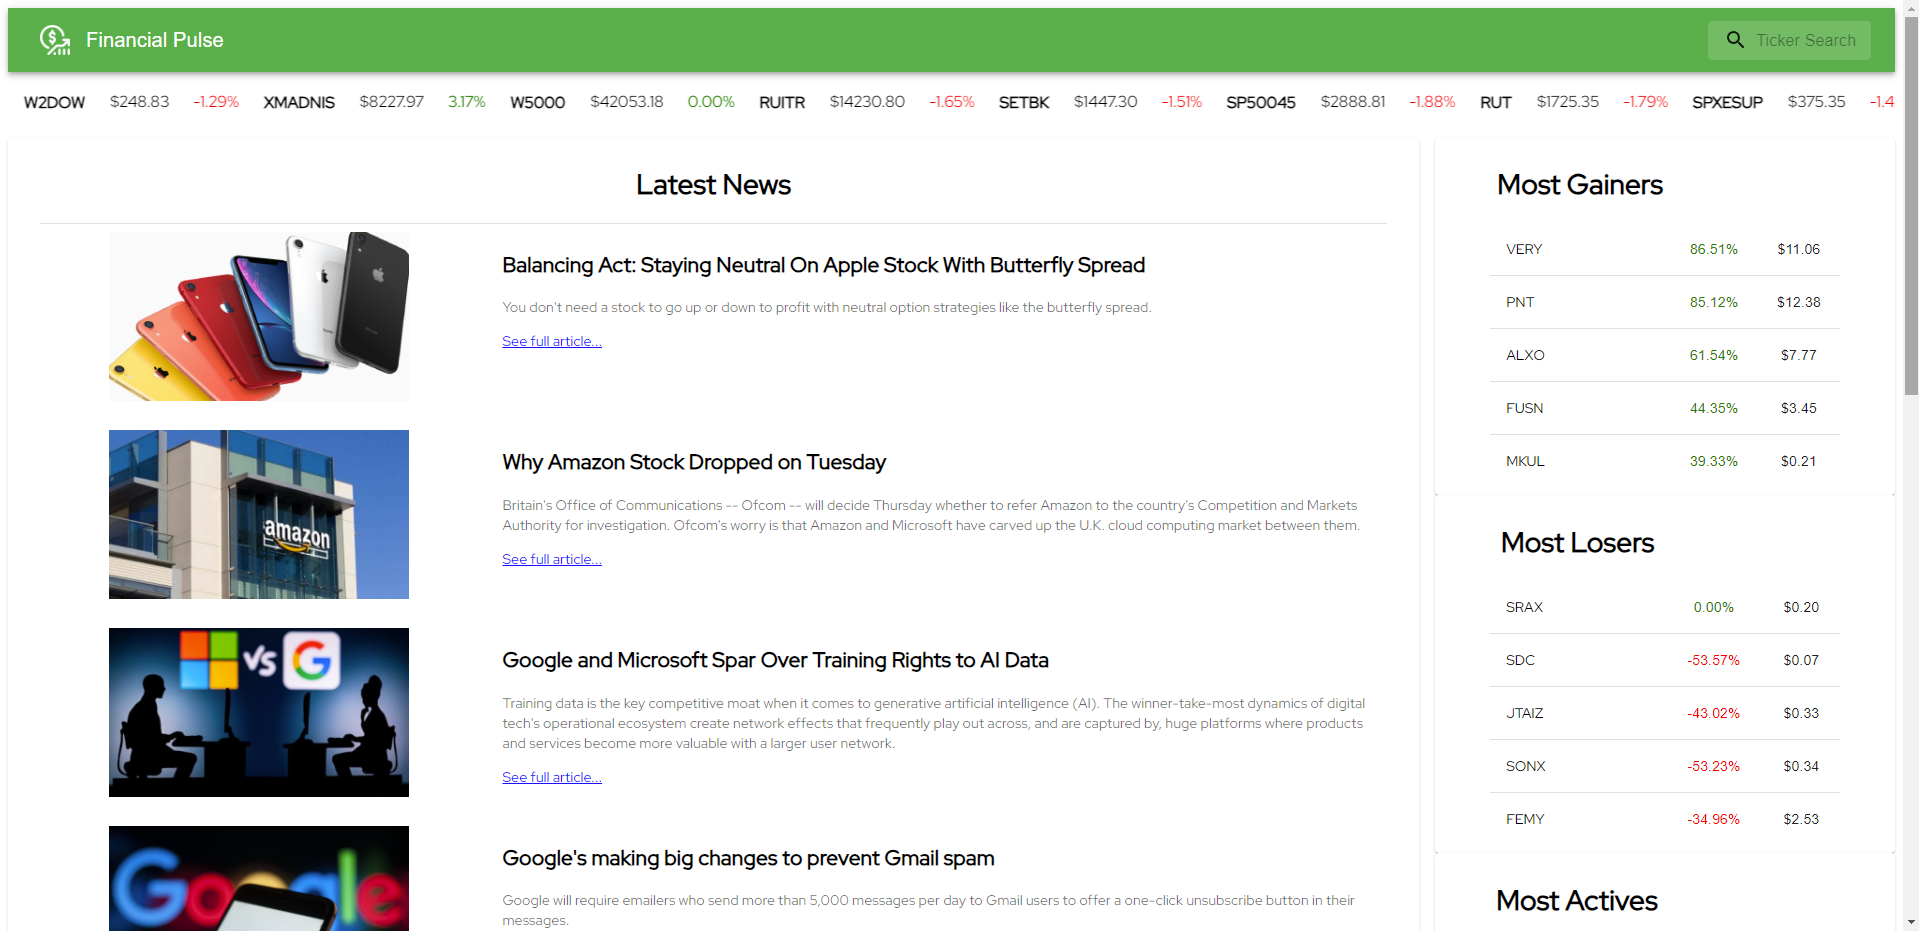 Financial Pulse
Ticker Search
W2DOW $248.83 -1.29% XMADNIS $8227.97 3.17% W5000 $42053.18 0.00% RUITR $14230.80 -1.65% SETBK $1447.30 -1.51% SP50045 $2888.81 -1.88% RUT $1725.35 -1.79% SPXESUP $375.35 -1.4
Latest News
Balancing Act: Staying Neutral On Apple Stock With Butterfly Spread
You don't need a stock to go up or down to profit with neutral option strategies like the butterfly spread.
See full article...
amazon
Why Amazon Stock Dropped on Tuesday
Britain's Office of Communications -- Ofcom -- will decide Thursday whether to refer Amazon to the country's Competition and Markets
Authority for investigation. Ofcom's worry is that Amazon and Microsoft have carved up the U.K. cloud computing market between them.
See full article...
vs G
Google and Microsoft Spar Over Training Rights to AI Data
Training data is the key competitive moat when it comes to generative artificial intelligence (AI). The winner-take-most dynamics of digital
tech's operational ecosystem create network effects that frequently play out across, and are captured by, huge platforms where products
and services become more valuable with a larger user network.
See full article...
Google
Google's making big changes to prevent Gmail spam
Google will require emailers who send more than 5,000 messages per day to Gmail users to offer a one-click unsubscribe button in their
messages.
Most Gainers
VERY 86.51% $11.06
PNT 85.12% $12.38
ALXO 61.54% $7.77
FUSN 44.35% $3.45
MKUL 39.33% $0.21
Most Losers
SRAX 0.00% $0.20
SDC -53.57% $0.07
JTAIZ -43.02% $0.33
SONX -53.23% $0.34
FEMY -34.96% $2.53
Most Actives